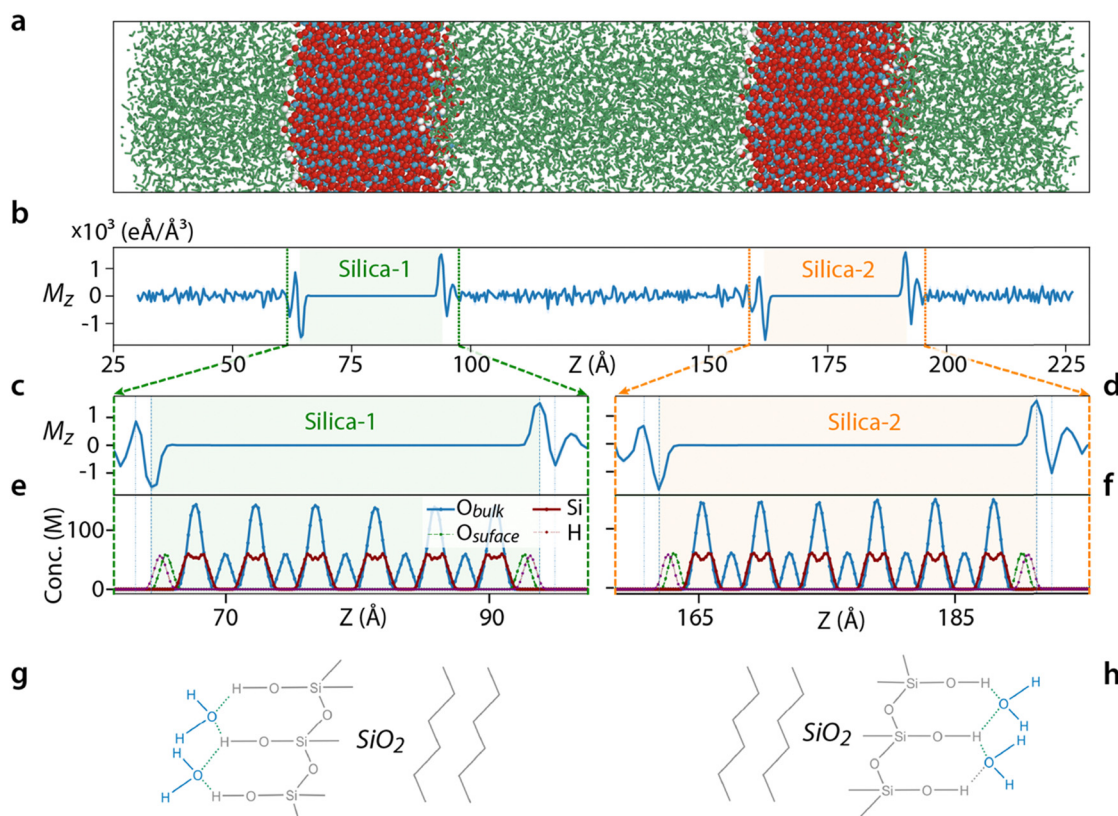 a
b
×10³ (eÅ/Å³)
Silica-1
Silica-2
M_Z
1
0
-1
25
50
75
100
Z (Å)
150
175
200
225
c
d
Silica-1
Silica-2
M_Z
1
0
-1
e
f
O_bulk
Si
O_suface
H
Conc. (M)
100
0
70
Z (Å)
90
165
Z (Å)
185
g
h
H O Si
H
O
O
H
H
H O Si
SiO₂
O
O
H
H O Si
Si O H
H
O
O
H
Si O H
SiO₂
H
O
O
H
Si O H